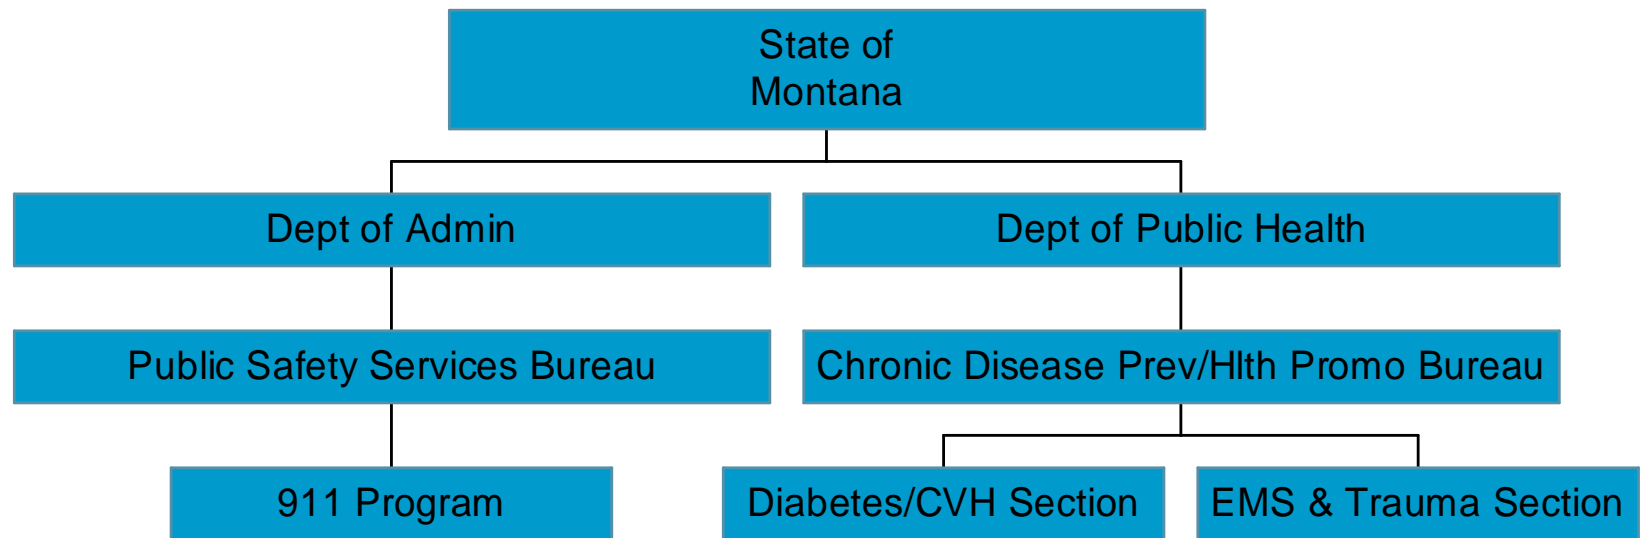 State of
Montana
Dept of Admin
Dept of Public Health
Public Safety Services Bureau
Chronic Disease Prev/Hlth Promo Bureau
911 Program
Diabetes/CVH Section
EMS & Trauma Section